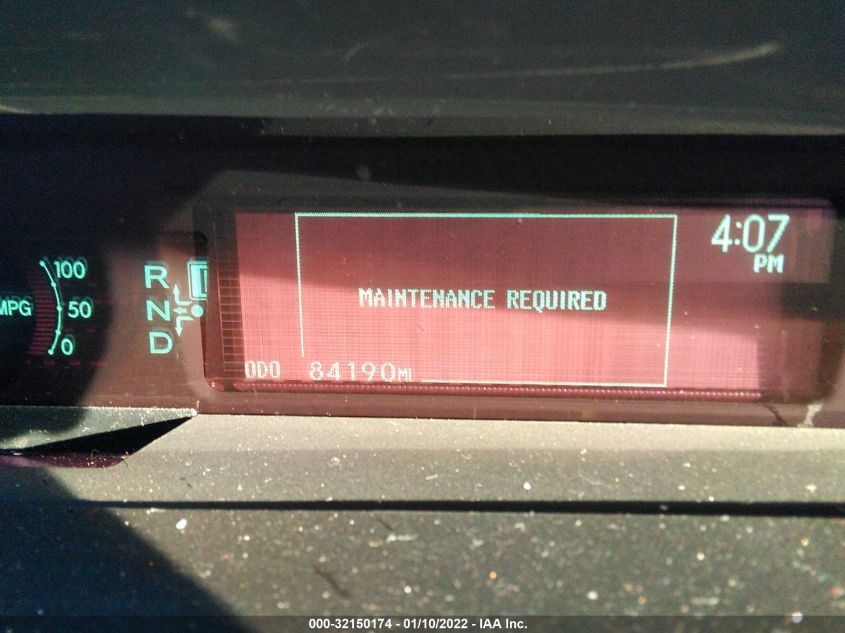 4:07
PM
100
MPG
50
0
R
N
D
MAINTENANCE REQUIRED
ODO 84190MI
000-32150174 - 01/10/2022 - IAA Inc.